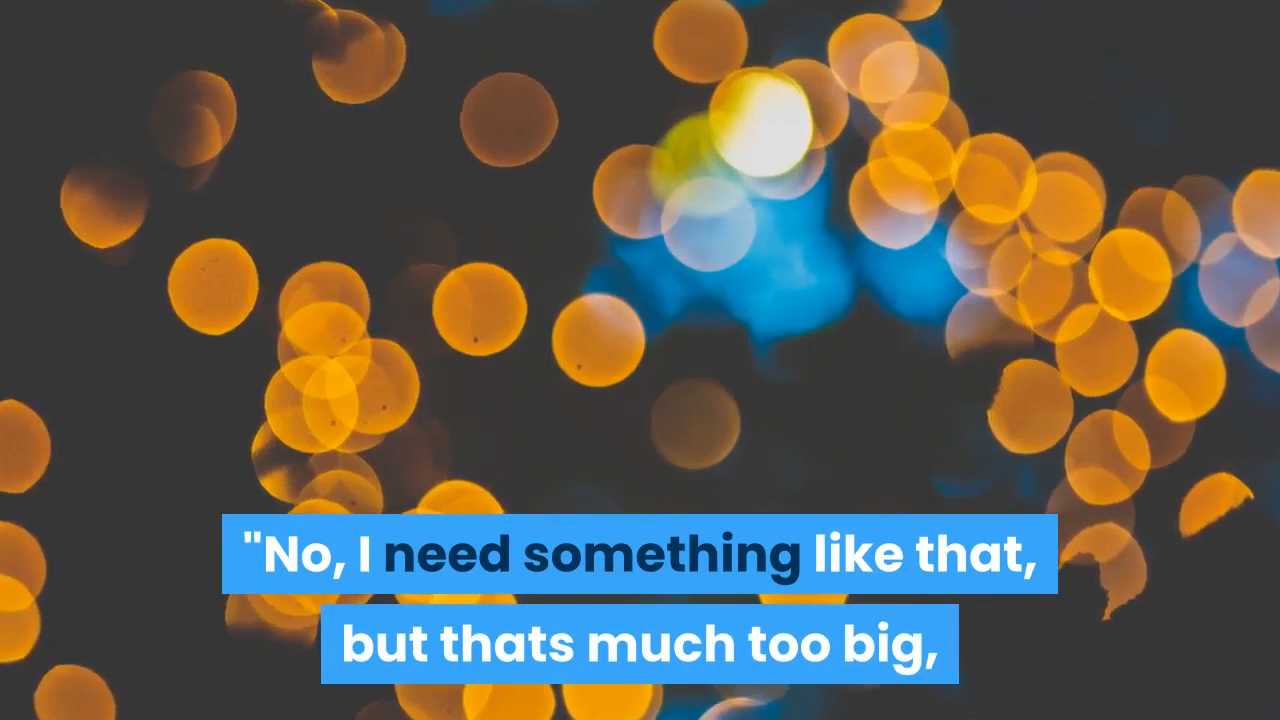 "No, I need something like that,
but thats much too big,